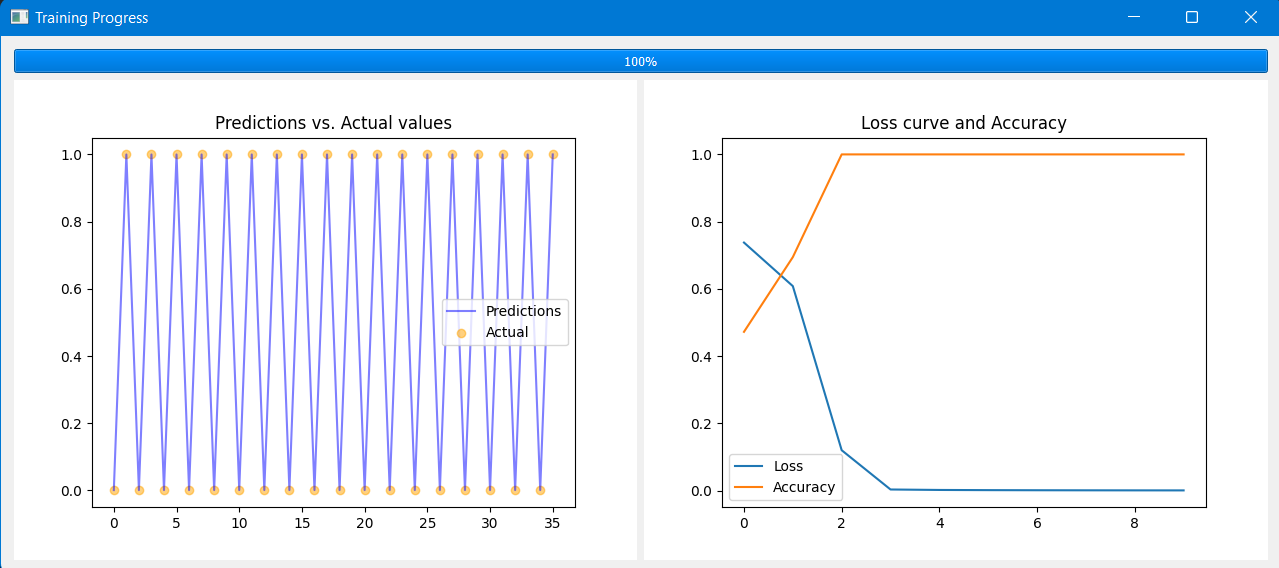 Training Progress
100%
Predictions vs. Actual values
1.0
0.8
0.6
0.4
0.2
0.0
Predictions
Actual
0 5 10 15 20 25 30 35
Loss curve and Accuracy
1.0
0.8
0.6
0.4
0.2
0.0
Loss
Accuracy
0 2 4 6 8